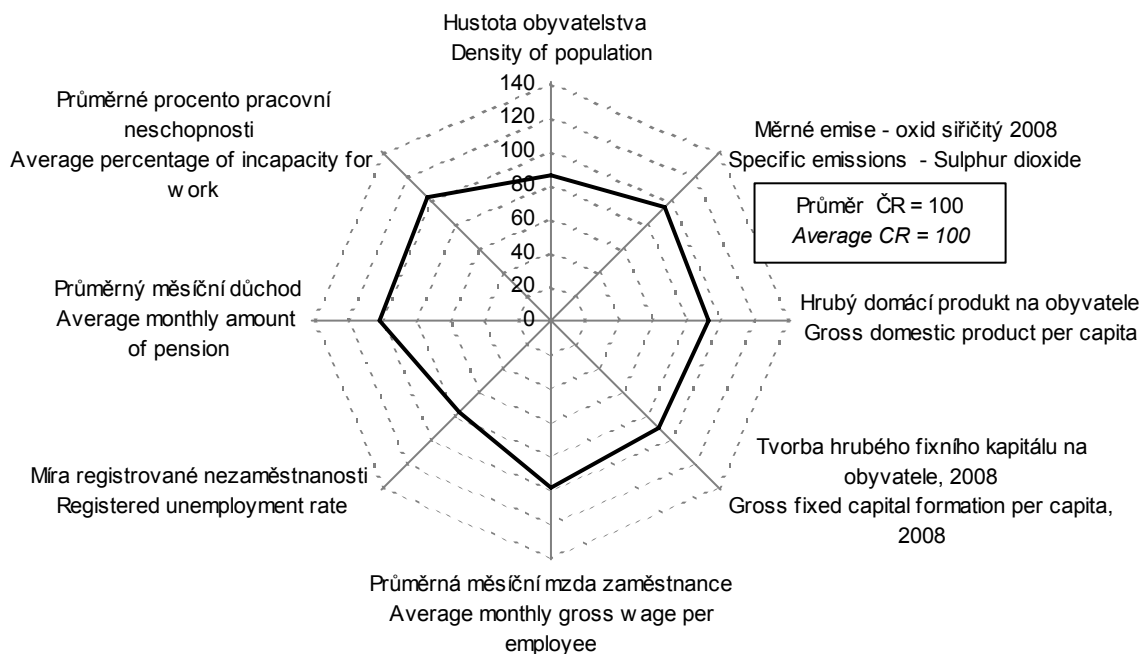 Hustota obyvatelstva
Density of population
140
120
100
80
60
40
20
0
Měrné emise - oxid siřičitý 2008
Specific emissions - Sulphur dioxide
Průměr ČR = 100
Average CR = 100
Hrubý domácí produkt na obyvatele
Gross domestic product per capita
Tvorba hrubého fixního kapitálu na
obyvatele, 2008
Gross fixed capital formation per capita,
2008
Průměrná měsíční mzda zaměstnance
Average monthly gross wage per
employee
Míra registrované nezaměstnanosti
Registered unemployment rate
Průměrný měsíční důchod
Average monthly amount
of pension
Průměrné procento pracovní
neschopnosti
Average percentage of incapacity for
work